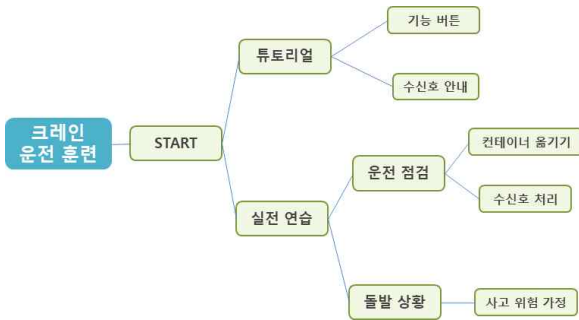 크레인
운전 훈련
START
튜토리얼
기능 버튼
수신호 안내
실전 연습
운전 점검
컨테이너 옮기기
수신호 처리
돌발 상황
사고 위험 가정